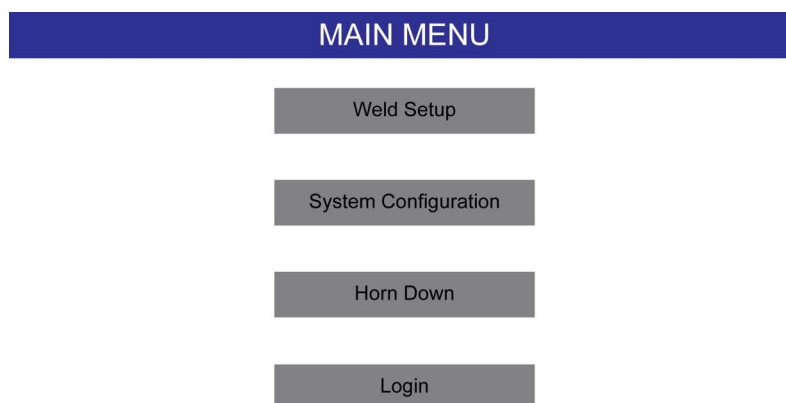 MAIN MENU
Weld Setup
System Configuration
Horn Down
Login